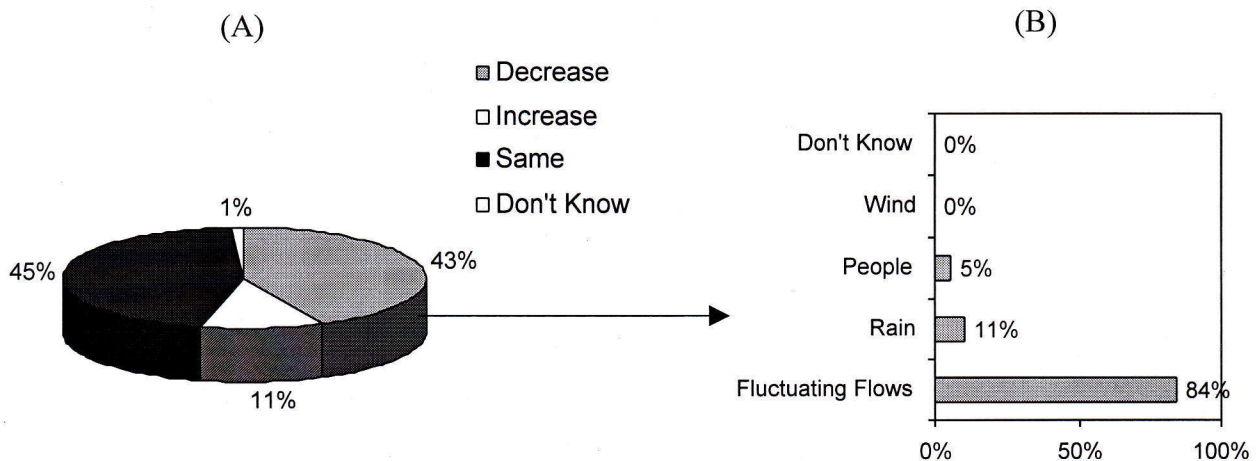 (A)
Decrease
Increase
Same
Don't Know
1%
45%
43%
11%
(B)
Don't Know
0%
Wind
0%
People
5%
Rain
11%
Fluctuating Flows
84%
0% 50% 100%